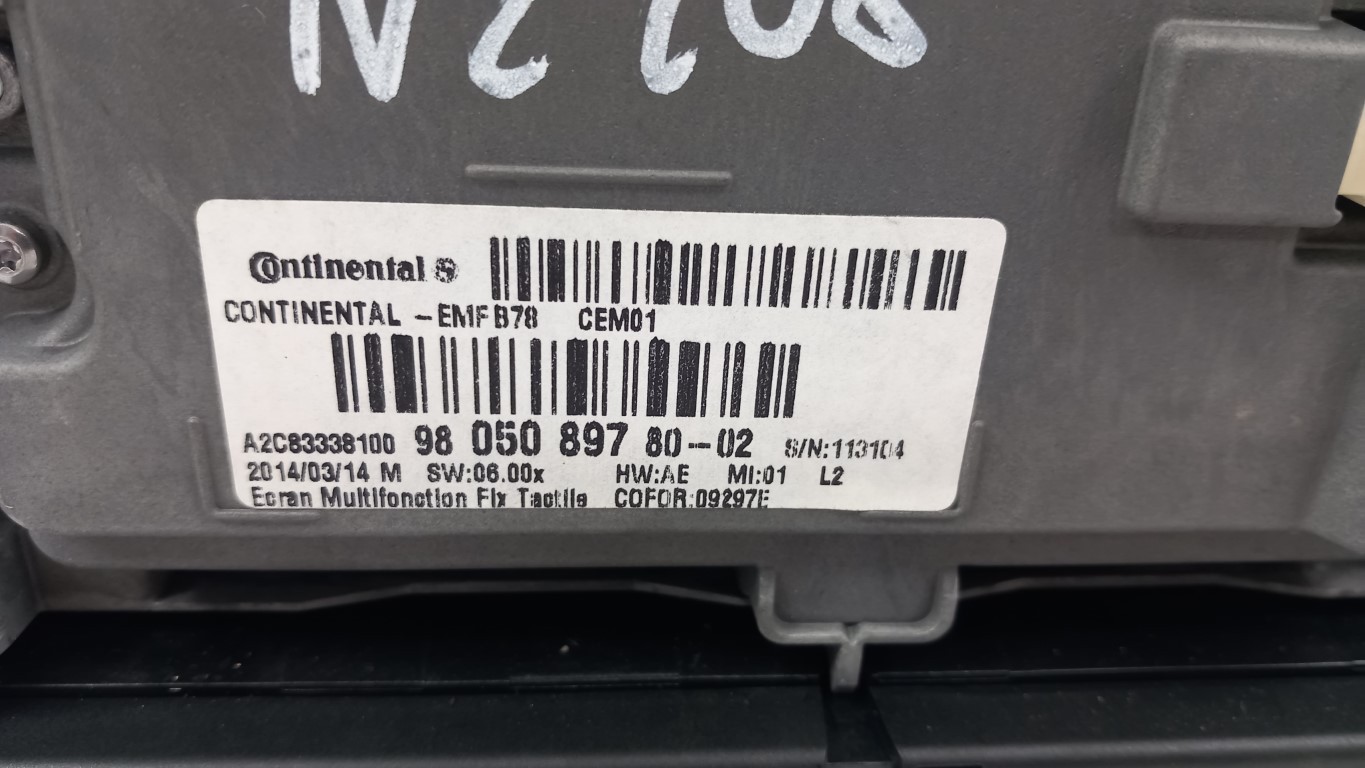 Continental
CONTINENTAL -EMF B78 CEM01
A2C83338100 98 050 897 80-02 S/N:113104
2014/03/14 M SW:06.00x HW:AE MI:01 L2
Ecran Multifonction Fix Tactile COFOR:09297E